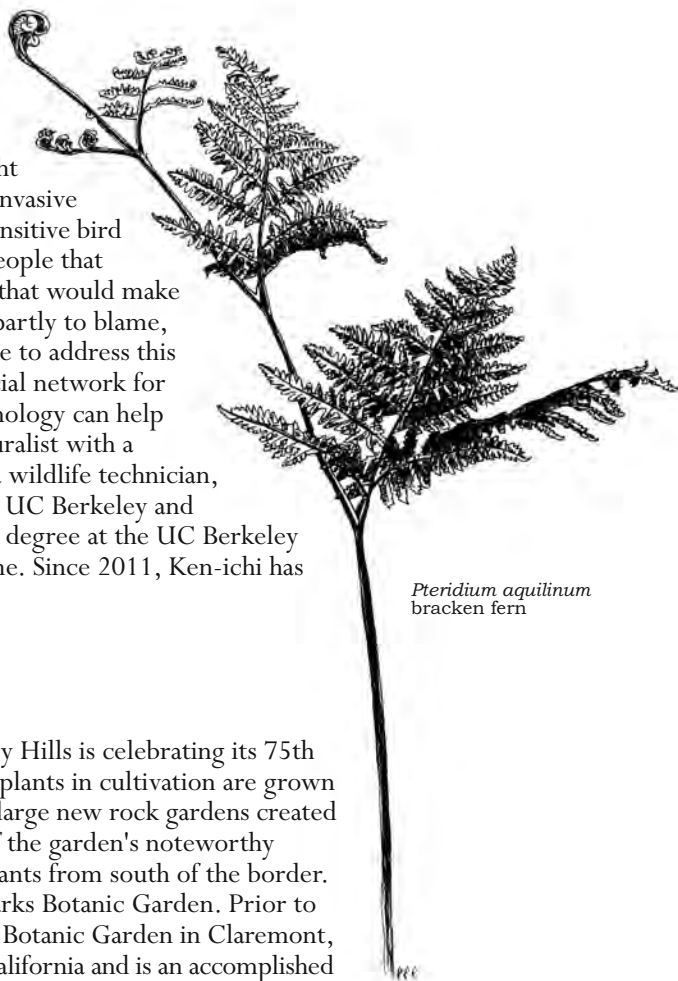 nt
nvasive
nsitive bird
eople that
that would make
partly to blame,
e to address this
cial network for
nology can help
uralist with a
wildlife technician,
UC Berkeley and
degree at the UC Berkeley
ne. Since 2011, Ken-ichi has
Pteridium aquilinum
bracken fern
y Hills is celebrating its 75th
plants in cultivation are grown
large new rock gardens created
f the garden's noteworthy
ants from south of the border.
arks Botanic Garden. Prior to
Botanic Garden in Claremont,
alifornia and is an accomplished